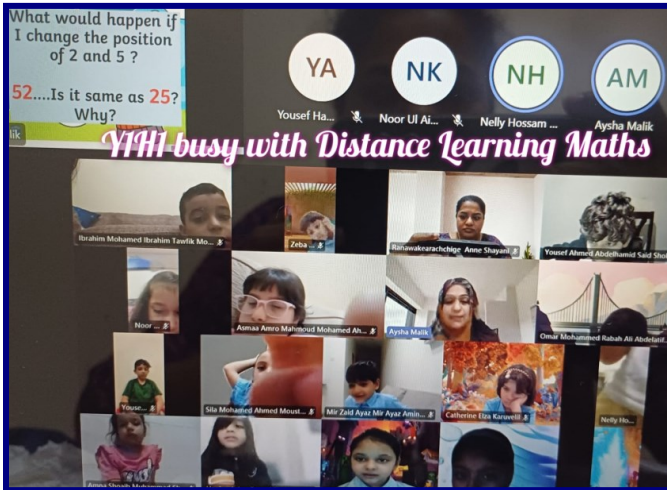 What would happen if
I change the position
of 2 and 5 ?
52....Is it same as 25?
Why?
lik
YA
NK
NH
AM
Yousef Ha...
Noor Ul Ai...
Nelly Hossam ...
Aysha Malik
Y1H1 busy with Distance Learning Maths
Ibrahim Mohamed Ibrahim Tawfik Mo...
Zeba ...
Ranawakearachchige Anne Shayani
Yousef Ahmed Abdelhamid Said Sho
Noor ...
Asmaa Amro Mahmoud Mohamed Ah...
Aysha Malik
Omar Mohammed Rabah Ali Abdelatif...
Youse...
Sila Mohamed Ahmed Moust...
Mir Zaid Ayaz Mir Ayaz Amin...
Catherine Elza Karuvelil
Nelly Ho...